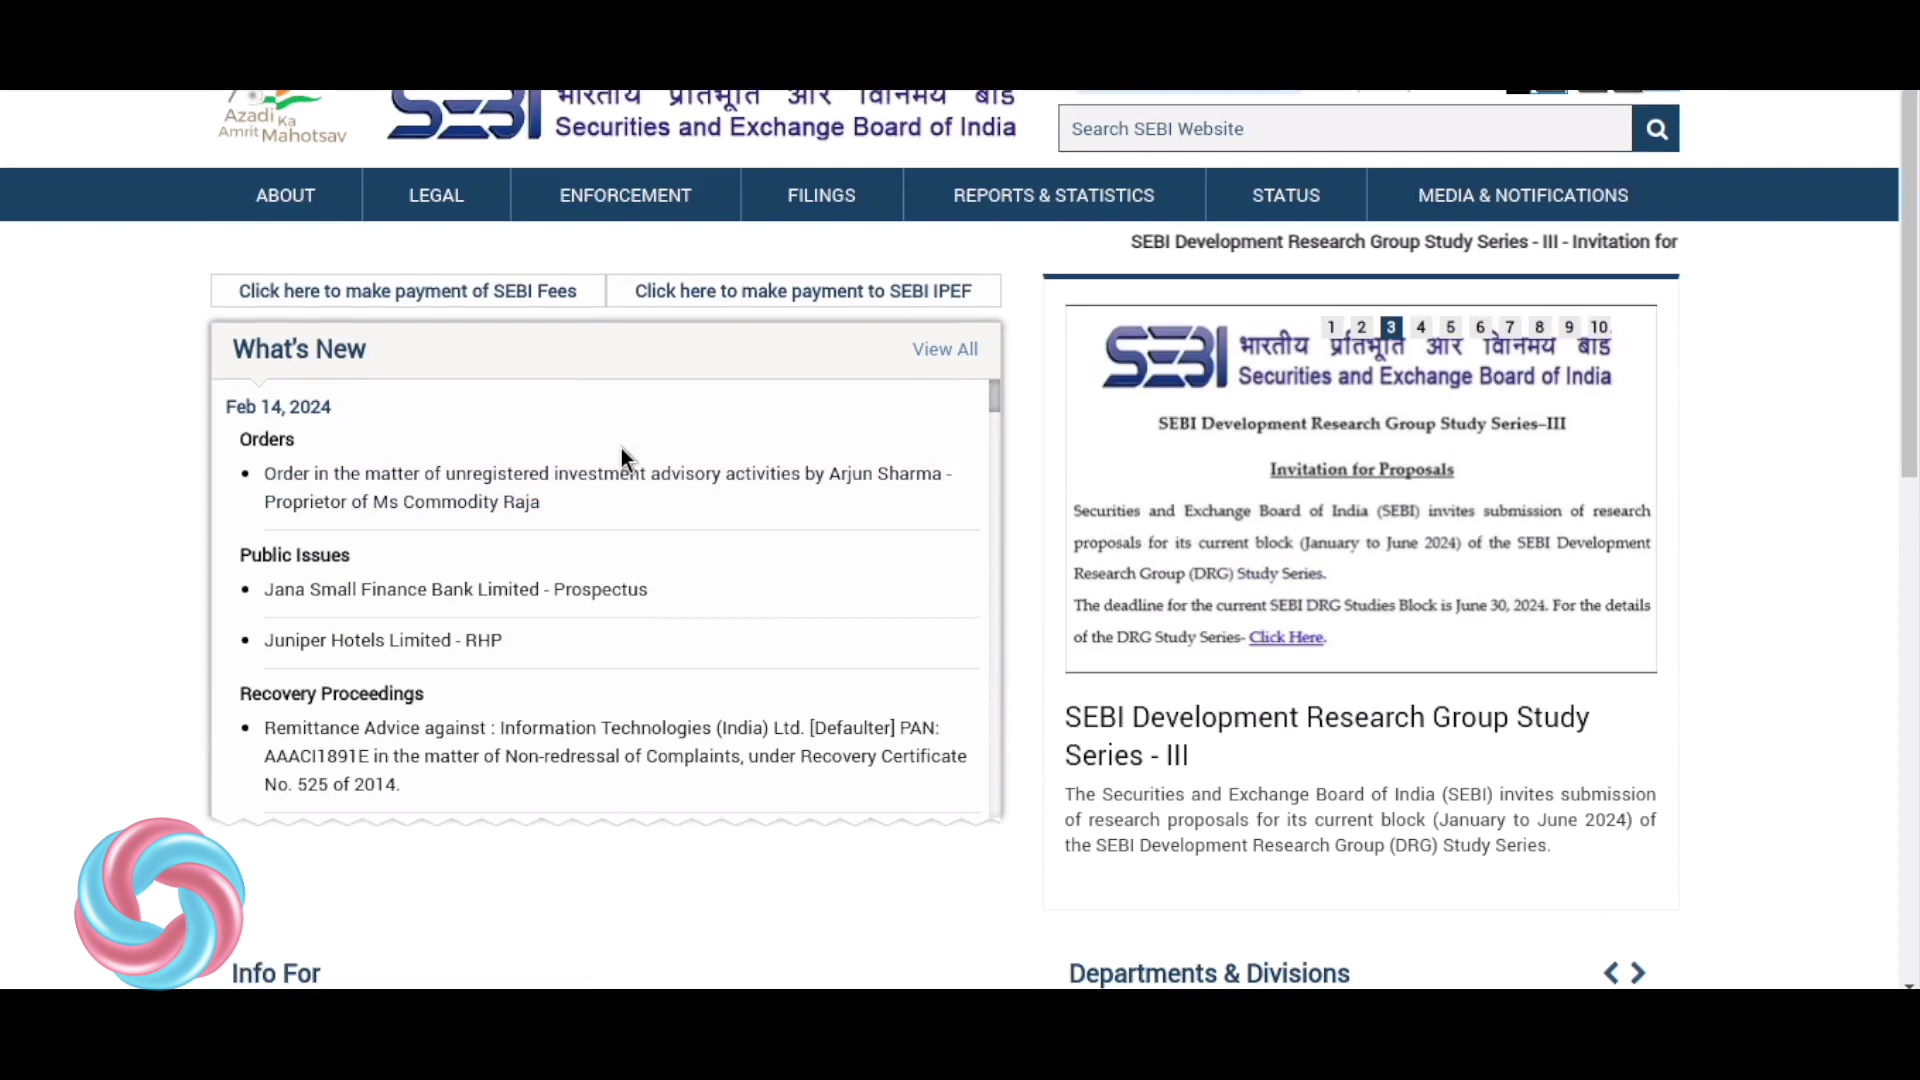 Azadi Ka
Amrit Mahotsav
SEBI
भारतीय प्रतिभूति और विनिमय बोर्ड
Securities and Exchange Board of India
Search SEBI Website
ABOUT LEGAL ENFORCEMENT FILINGS REPORTS & STATISTICS STATUS MEDIA & NOTIFICATIONS
SEBI Development Research Group Study Series - III - Invitation for
Click here to make payment of SEBI Fees Click here to make payment to SEBI IPEF
What's New View All
Feb 14, 2024
Orders
Order in the matter of unregistered investment advisory activities by Arjun Sharma -
Proprietor of Ms Commodity Raja
Public Issues
Jana Small Finance Bank Limited - Prospectus
Juniper Hotels Limited - RHP
Recovery Proceedings
Remittance Advice against : Information Technologies (India) Ltd. [Defaulter] PAN:
AAACI1891E in the matter of Non-redressal of Complaints, under Recovery Certificate
No. 525 of 2014.
Info For
1 2 3 4 5 6 7 8 9 10
SEBI
भारतीय प्रतिभूति और विनिमय बोर्ड
Securities and Exchange Board of India
SEBI Development Research Group Study Series–III
Invitation for Proposals
Securities and Exchange Board of India (SEBI) invites submission of research
proposals for its current block (January to June 2024) of the SEBI Development
Research Group (DRG) Study Series.
The deadline for the current SEBI DRG Studies Block is June 30, 2024. For the details
of the DRG Study Series- Click Here.
SEBI Development Research Group Study
Series - III
The Securities and Exchange Board of India (SEBI) invites submission
of research proposals for its current block (January to June 2024) of
the SEBI Development Research Group (DRG) Study Series.
Departments & Divisions